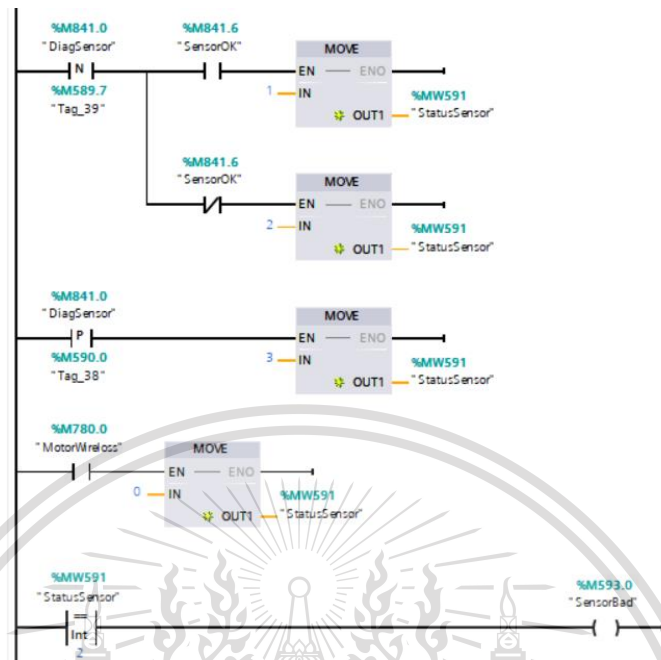 %M841.0 %M841.6
"DiagSensor" "SensorOK" MOVE
N EN ENO
%M589.7 1 IN %MW591
"Tag_39" OUT1 "StatusSensor"
%M841.6
"SensorOK" MOVE
EN ENO
2 IN %MW591
OUT1 "StatusSensor"
%M841.0
"DiagSensor" MOVE
P EN ENO
%M590.0 3 IN %MW591
"Tag_38" OUT1 "StatusSensor"
%M780.0
"MotorWireloss" MOVE
EN ENO
0 IN %MW591
OUT1 "StatusSensor"
%MW591 %M593.0
"StatusSensor" "SensorBad"
==
Int
2